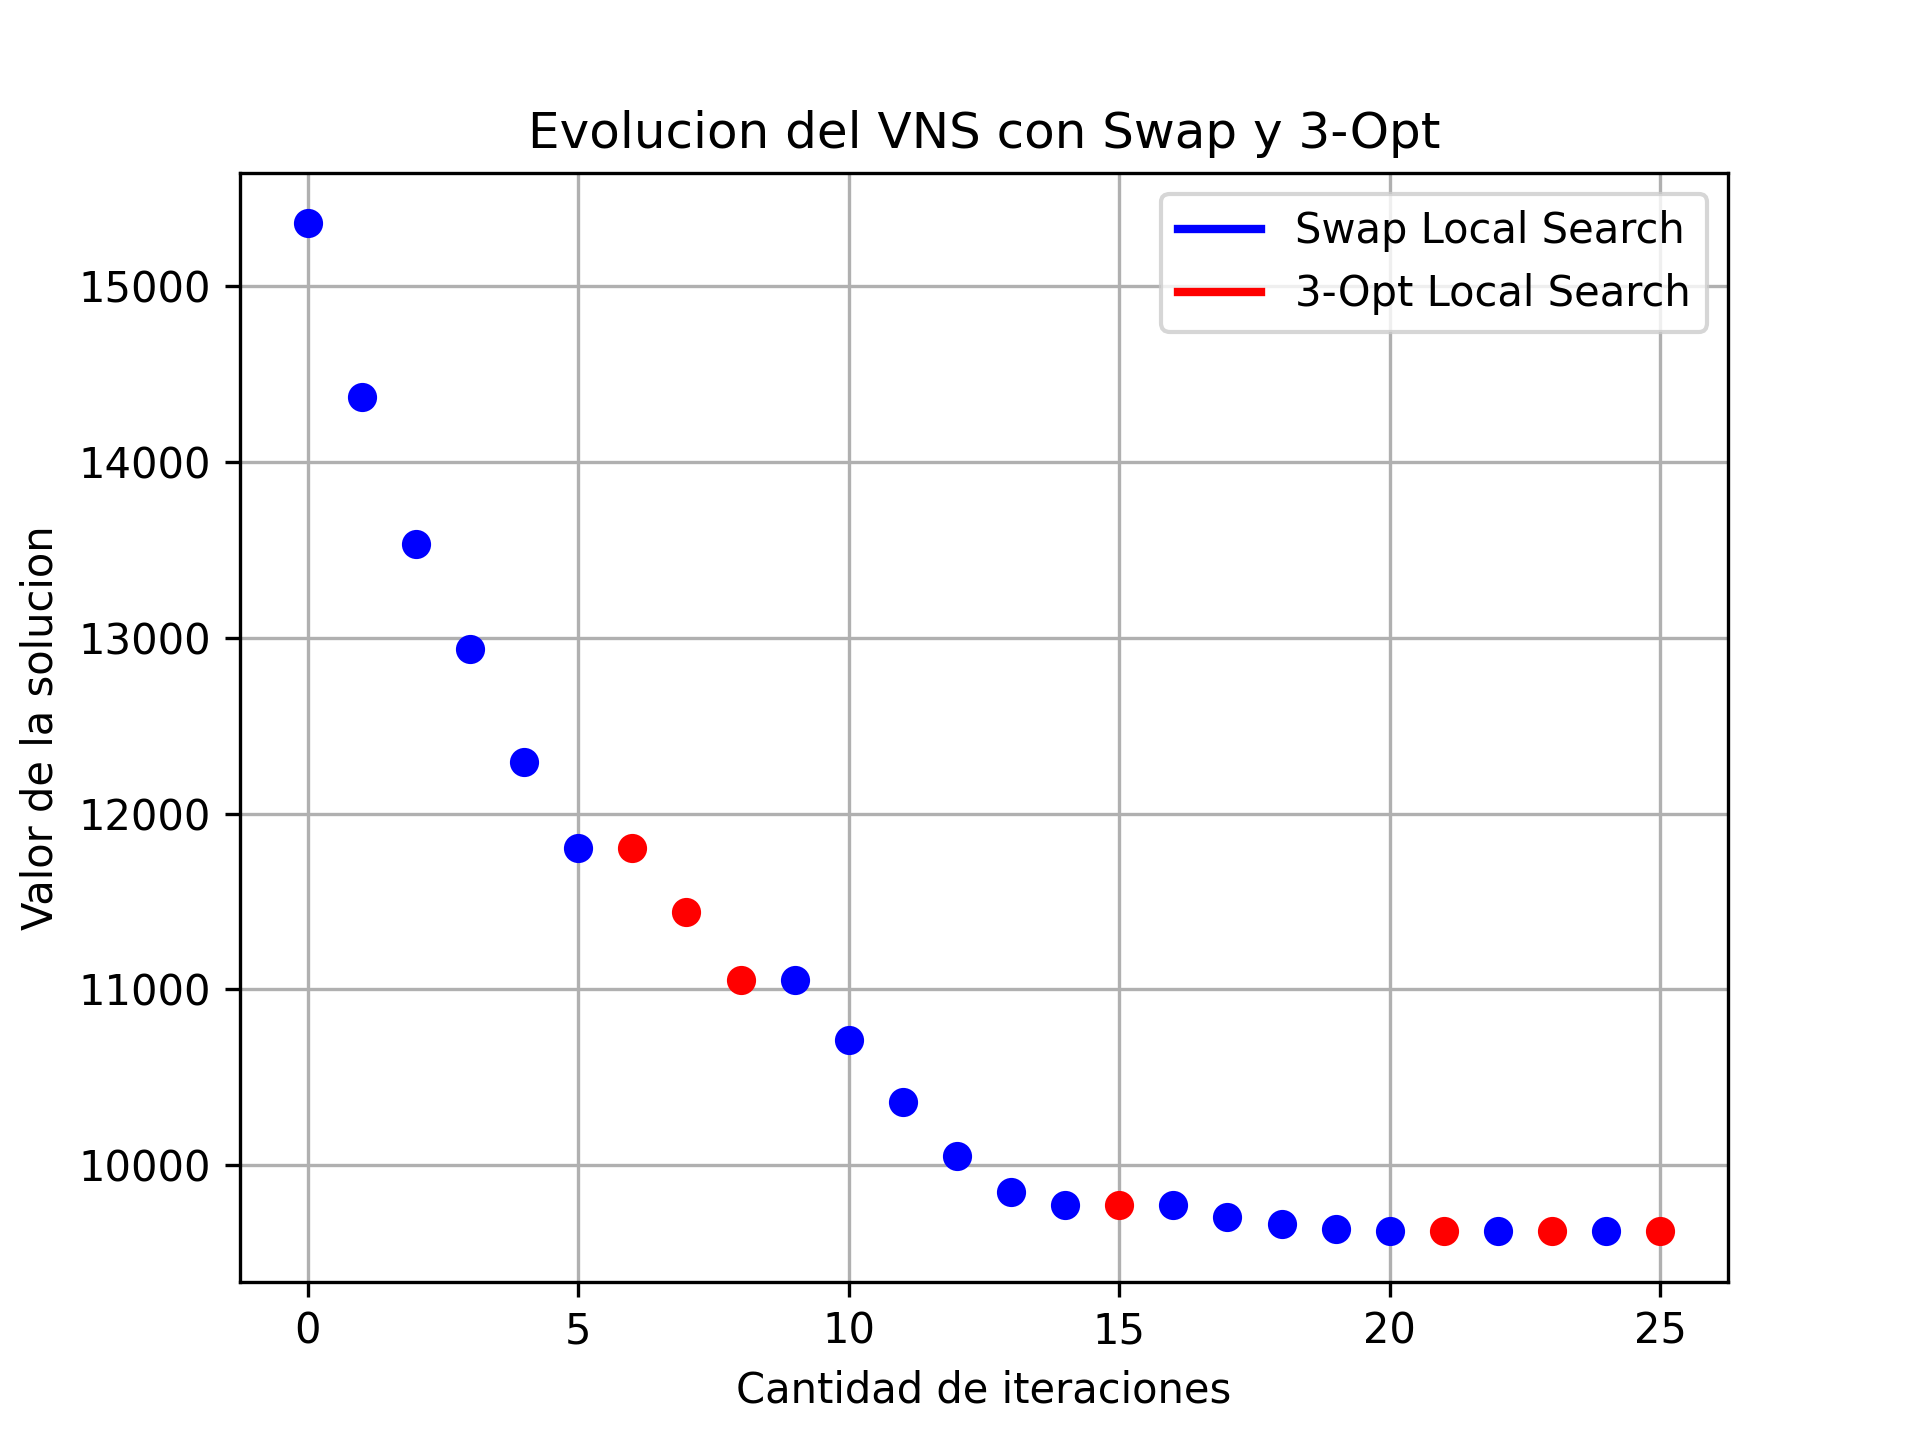 Evolucion del VNS con Swap y 3-Opt
Swap Local Search
3-Opt Local Search
Valor de la solucion
15000
14000
13000
12000
11000
10000
0 5 10 15 20 25
Cantidad de iteraciones